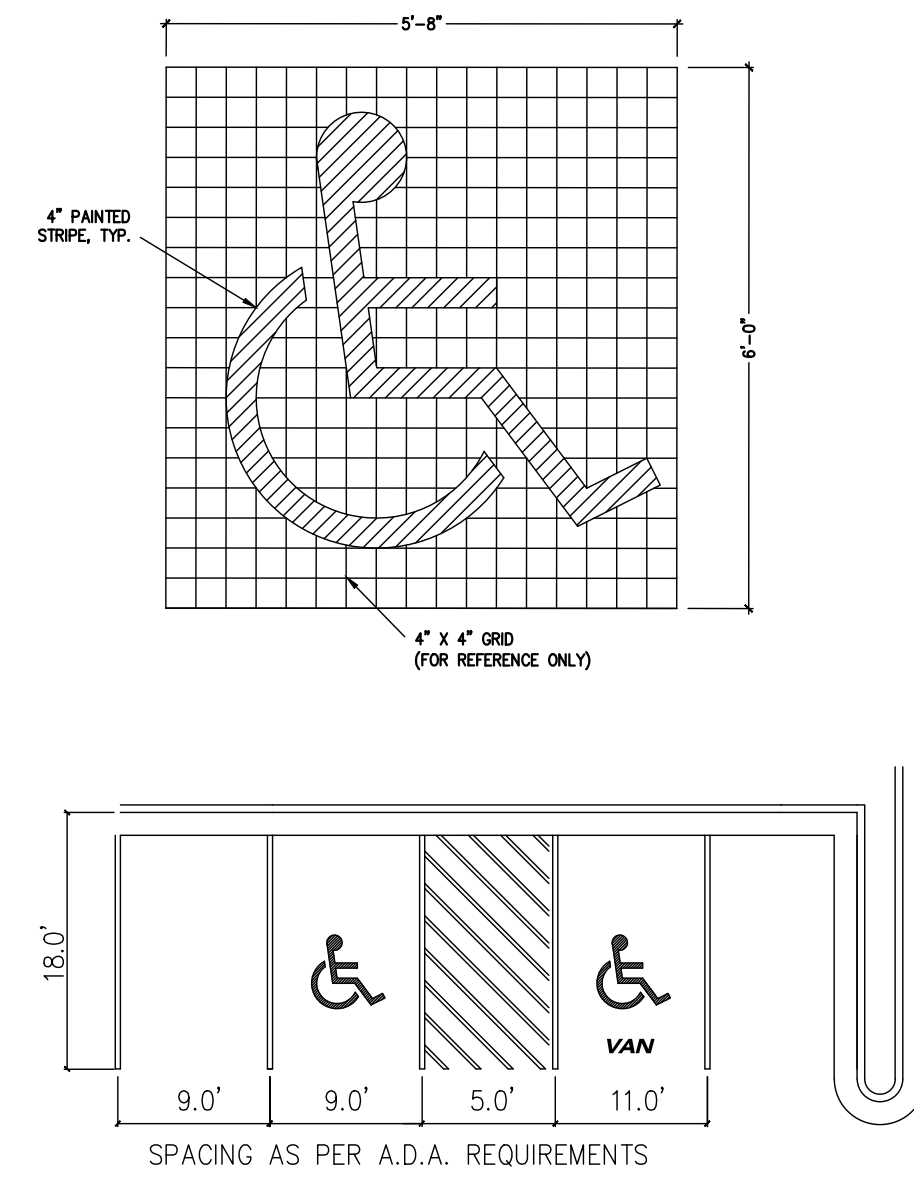 5'-8"
4" PAINTED
STRIPE, TYP.
6'-0"
4" X 4" GRID
(FOR REFERENCE ONLY)
18.0'
VAN
9.0' 9.0' 5.0' 11.0'
SPACING AS PER A.D.A. REQUIREMENTS